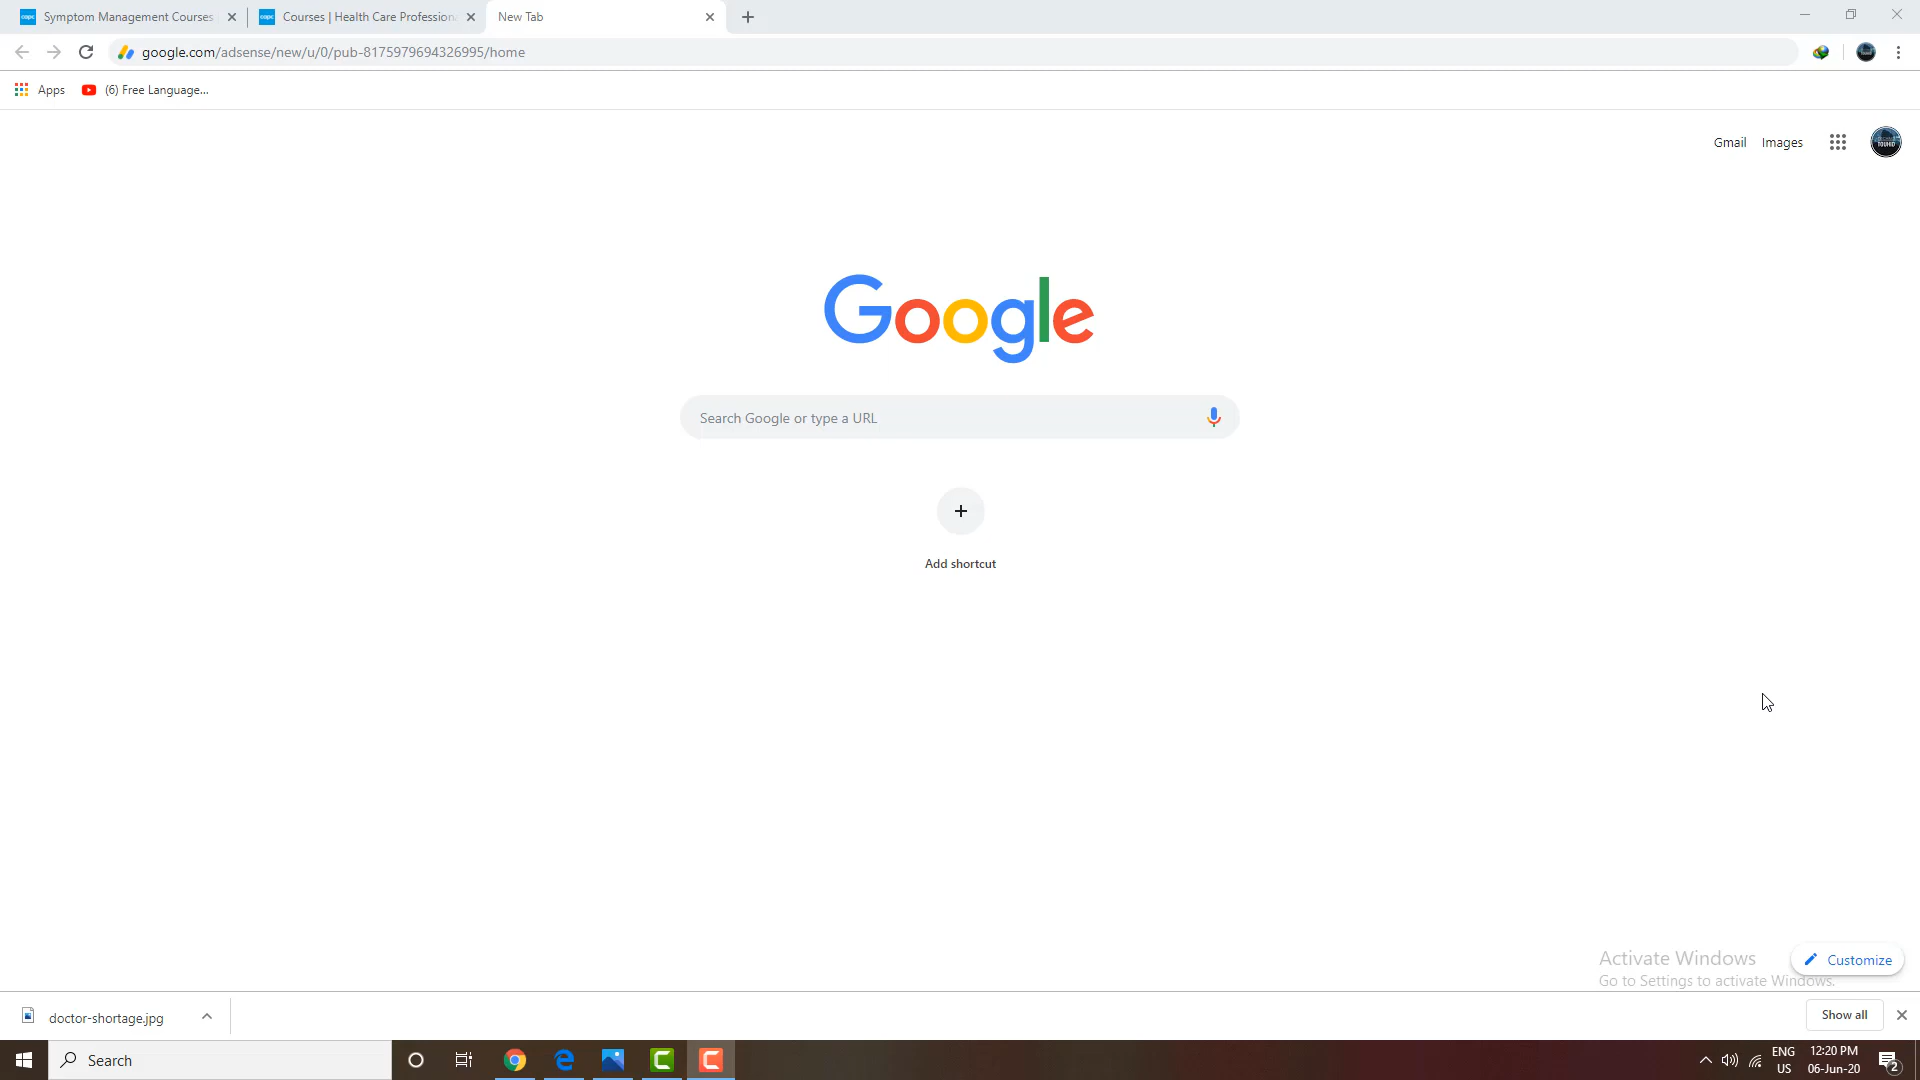 Symptom Management Courses
Courses | Health Care Profession
New Tab
google.com/adsense/new/u/0/pub-8175979694326995/home
Apps
(6) Free Language...
Gmail
Images
Google
Search Google or type a URL
Add shortcut
Activate Windows
Go to Settings to activate Windows.
Customize
doctor-shortage.jpg
Show all
Search
ENG
US
12:20 PM
06-Jun-20
2